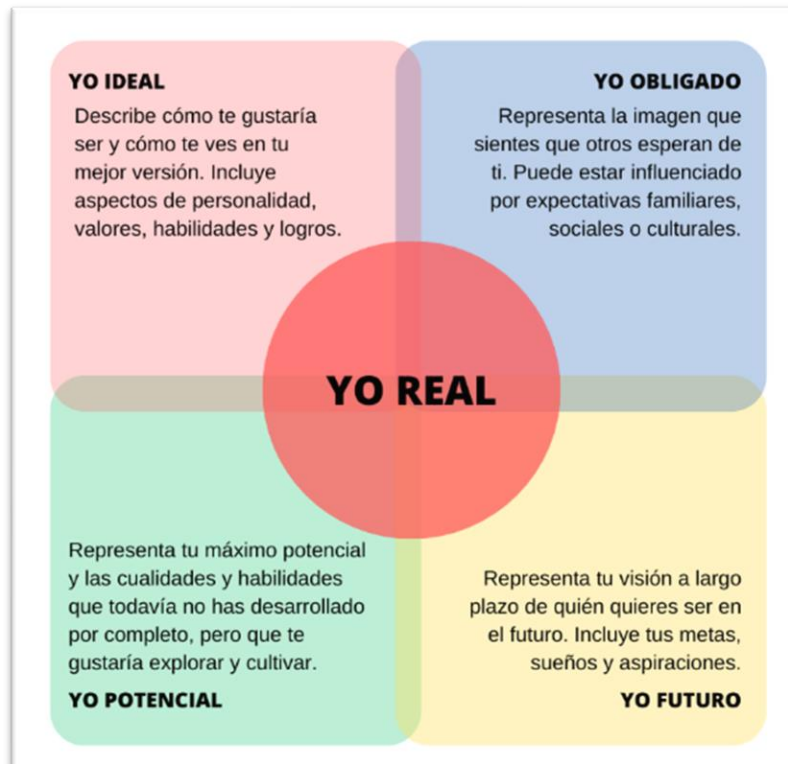 YO IDEAL
Describe cómo te gustaría
ser y cómo te ves en tu
mejor versión. Incluye
aspectos de personalidad,
valores, habilidades y logros.
YO OBLIGADO
Representa la imagen que
sientes que otros esperan de
ti. Puede estar influenciado
por expectativas familiares,
sociales o culturales.
YO REAL
Representa tu máximo potencial
y las cualidades y habilidades
que todavía no has desarrollado
por completo, pero que te
gustaría explorar y cultivar.
YO POTENCIAL
Representa tu visión a largo
plazo de quién quieres ser en
el futuro. Incluye tus metas,
sueños y aspiraciones.
YO FUTURO